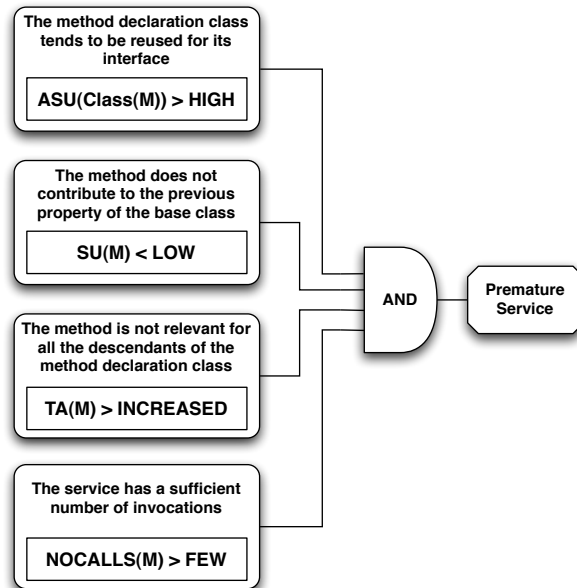 The method declaration class
tends to be reused for its
interface
ASU(Class(M)) > HIGH
The method does not
contribute to the previous
property of the base class
SU(M) < LOW
The method is not relevant for
all the descendants of the
method declaration class
TA(M) > INCREASED
The service has a sufficient
number of invocations
NOCALLS(M) > FEW
AND
Premature
Service